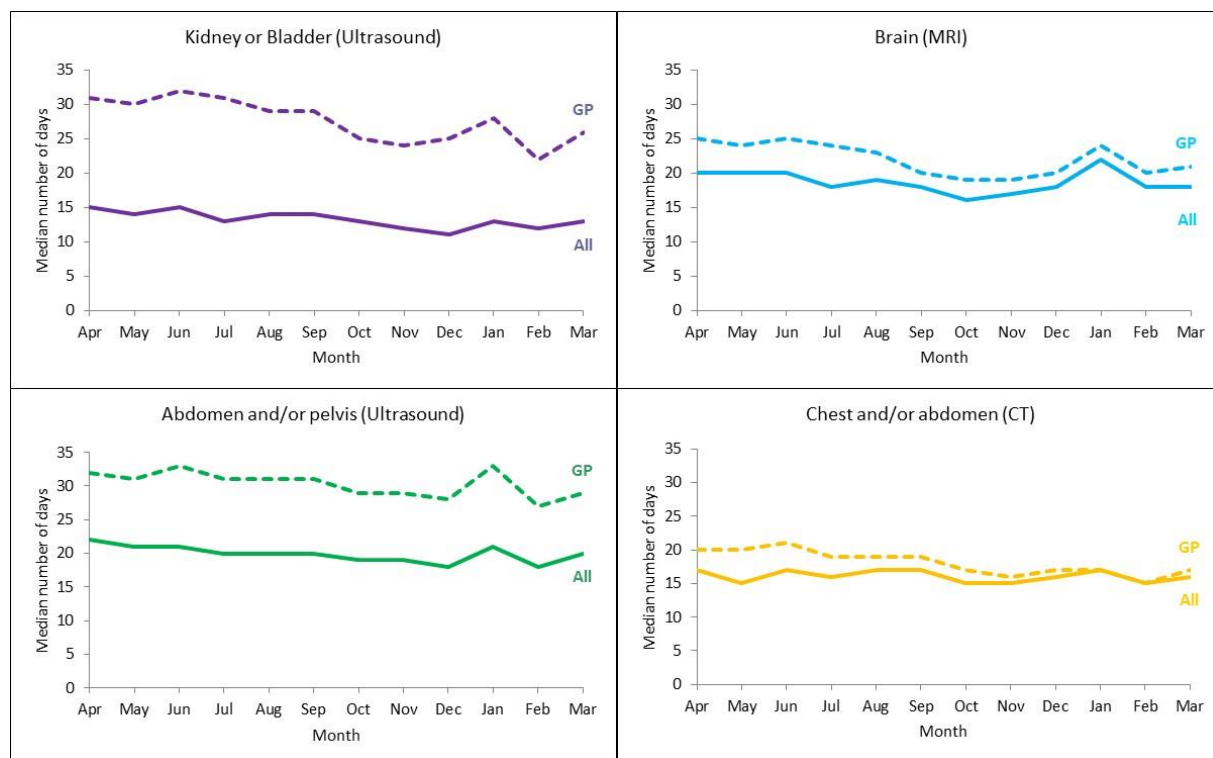 Kidney or Bladder (Ultrasound)
Median number of days
35
30
25
20
15
10
5
0
GP
All
Apr May Jun Jul Aug Sep Oct Nov Dec Jan Feb Mar
Month
Brain (MRI)
Median number of days
35
30
25
20
15
10
5
0
GP
All
Apr May Jun Jul Aug Sep Oct Nov Dec Jan Feb Mar
Month
Abdomen and/or pelvis (Ultrasound)
Median number of days
35
30
25
20
15
10
5
0
GP
All
Apr May Jun Jul Aug Sep Oct Nov Dec Jan Feb Mar
Month
Chest and/or abdomen (CT)
Median number of days
35
30
25
20
15
10
5
0
GP
All
Apr May Jun Jul Aug Sep Oct Nov Dec Jan Feb Mar
Month